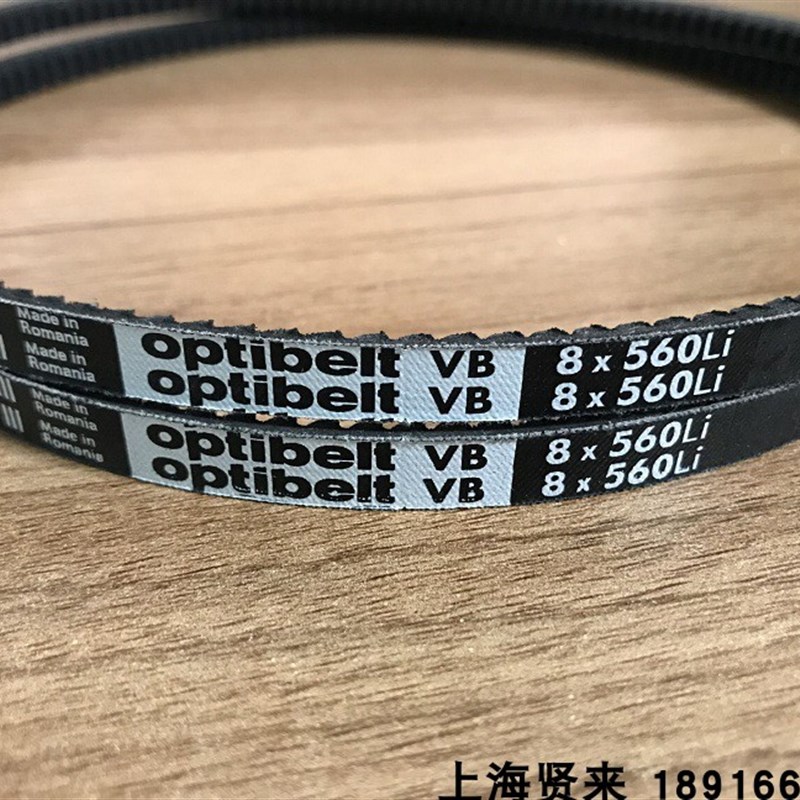 Made in
Romania
optibelt VB 8 x 560Li
Made in
Romania
optibelt VB 8 x 560Li
Made in
Romania
optibelt VB 8 x 560Li
Made in
Romania
optibelt VB 8 x 560Li
上海贤来 189166